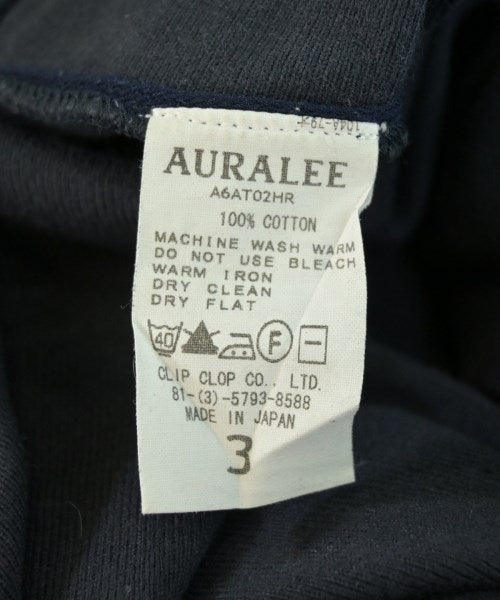 AURALEE
A6AT02HR
100% COTTON
MACHINE WASH WARM
DO NOT USE BLEACH
WARM IRON
DRY CLEAN
DRY FLAT
40 F
CLIP CLOP CO., LTD.
81-(3)-5793-8588
MADE IN JAPAN
3